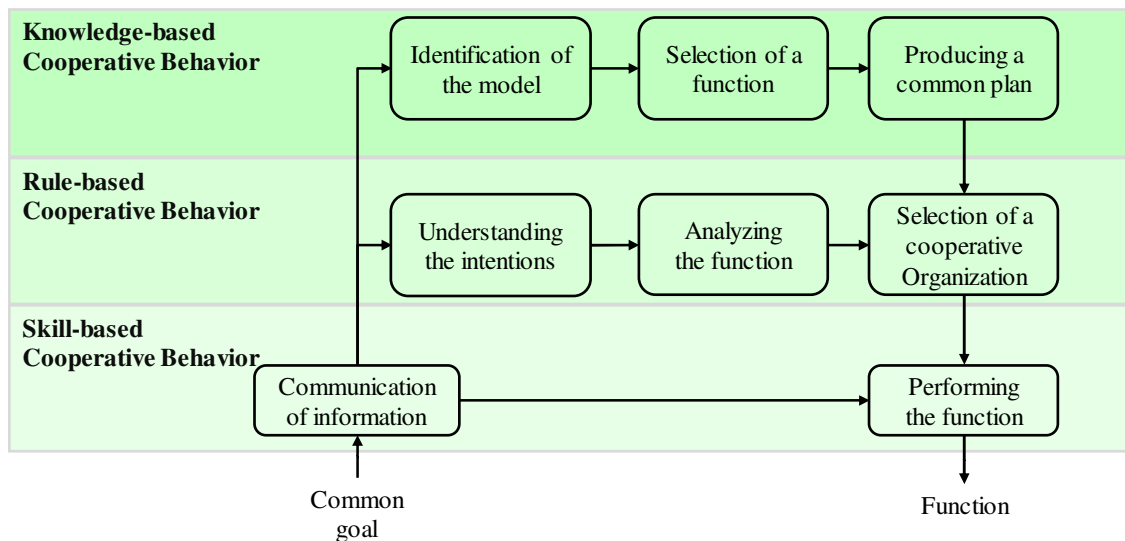 Knowledge-based
Cooperative Behavior
Identification of
the model
Selection of a
function
Producing a
common plan
Rule-based
Cooperative Behavior
Understanding
the intentions
Analyzing
the function
Selection of a
cooperative
Organization
Skill-based
Cooperative Behavior
Communication
of information
Performing
the function
Common
goal
Function